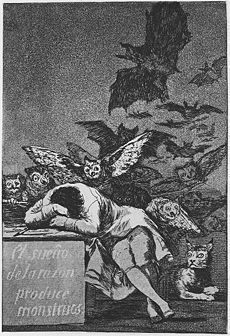 El sueño
de la razon
produce
monstruos